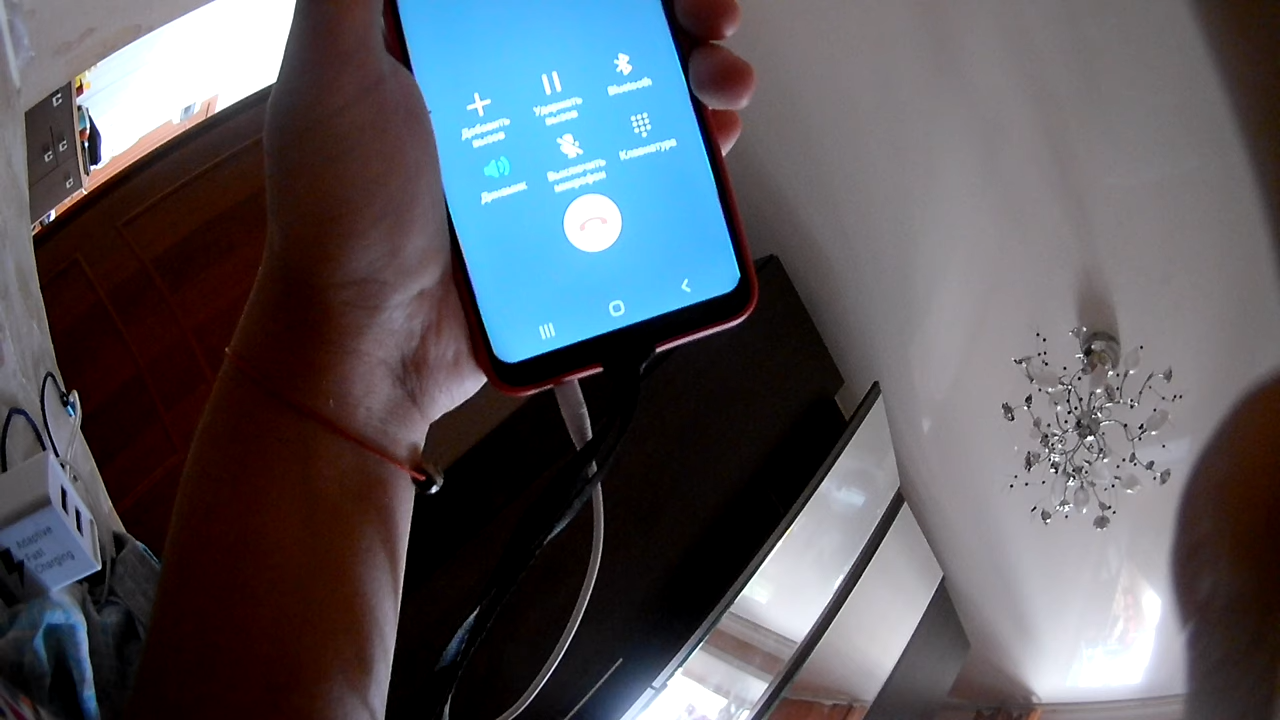 Добавить
вызов
Удержать
вызов
Bluetooth
Динамик
Выключить
микрофон
Клавиатура
Adaptive
Fast
Charging